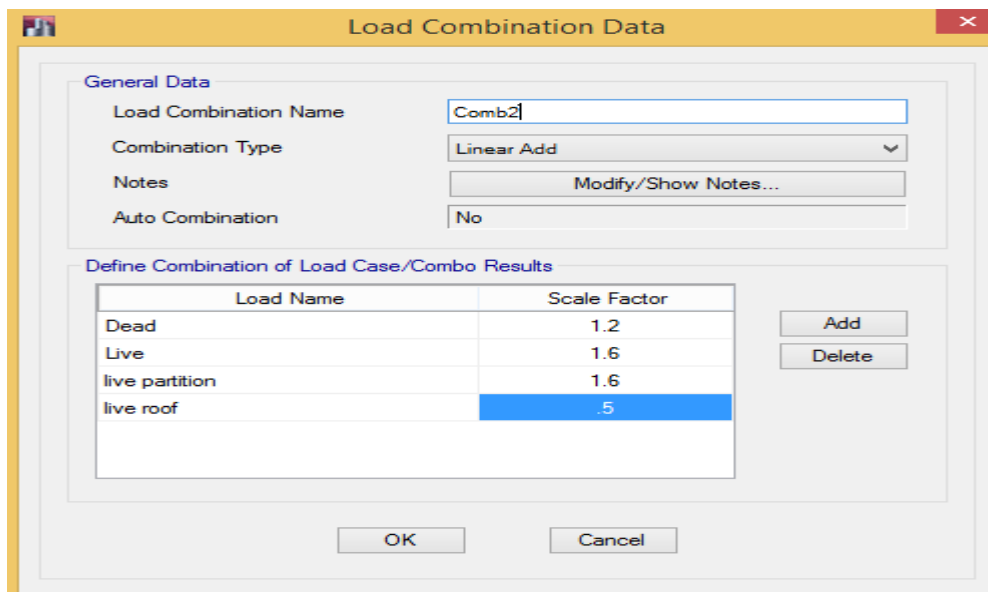 Load Combination Data
General Data
Load Combination Name Comb2
Combination Type Linear Add
Notes Modify/Show Notes...
Auto Combination No
Define Combination of Load Case/Combo Results
Load Name Scale Factor
Dead 1.2
Live 1.6
live partition 1.6
live roof .5
Add
Delete
OK Cancel